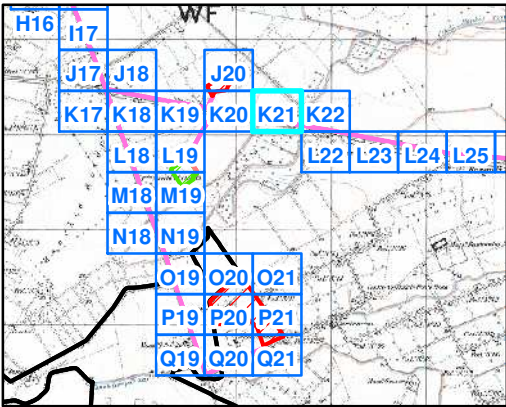 WF
H16 I17
J17 J18 J20
K17 K18 K19 K20 K21 K22
L18 L19 L22 L23 L24 L25
M18 M19
N18 N19
O19 O20 O21
P19 P20 P21
Q19 Q20 Q21